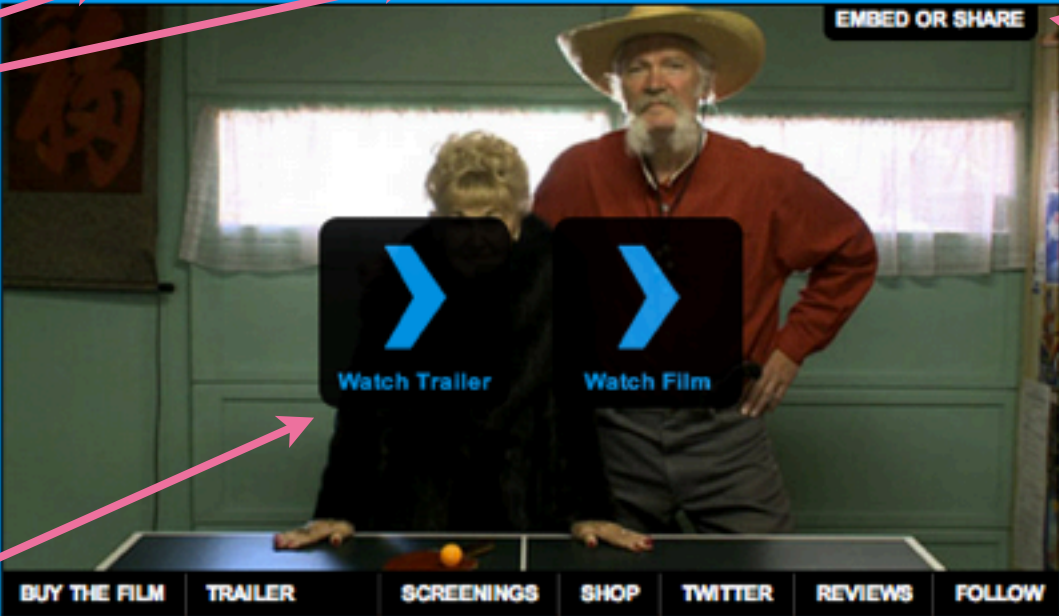 EMBED OR SHARE
Watch Trailer
Watch Film
BUY THE FILM
TRAILER
SCREENINGS
SHOP
TWITTER
REVIEWS
FOLLOW